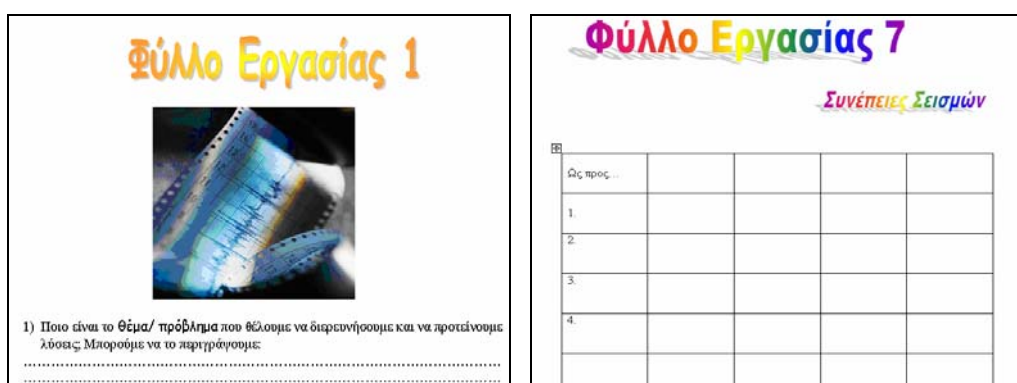 Φύλλο Εργασίας 1
1) Ποιο είναι το θέμα/ πρόβλημα που θέλουμε να διερευνήσουμε και να προτείνουμε
λύσεις; Μπορούμε να το περιγράψουμε:
Φύλλο Εργασίας 7
Συνέπειες Σεισμών
Ως προς...
1.
2.
3.
4.